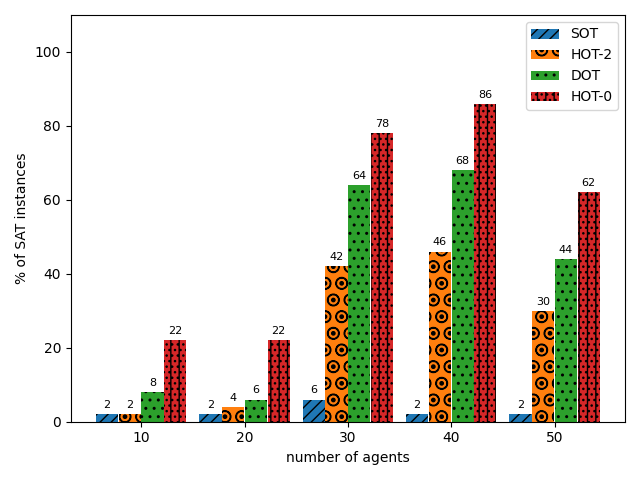 SOT
HOT-2
DOT
HOT-0
% of SAT instances
100
80
60
40
20
0
2 2 8 22
2 4 6 22
6 42 64 78
2 46 68 86
2 30 44 62
10 20 30 40 50
number of agents